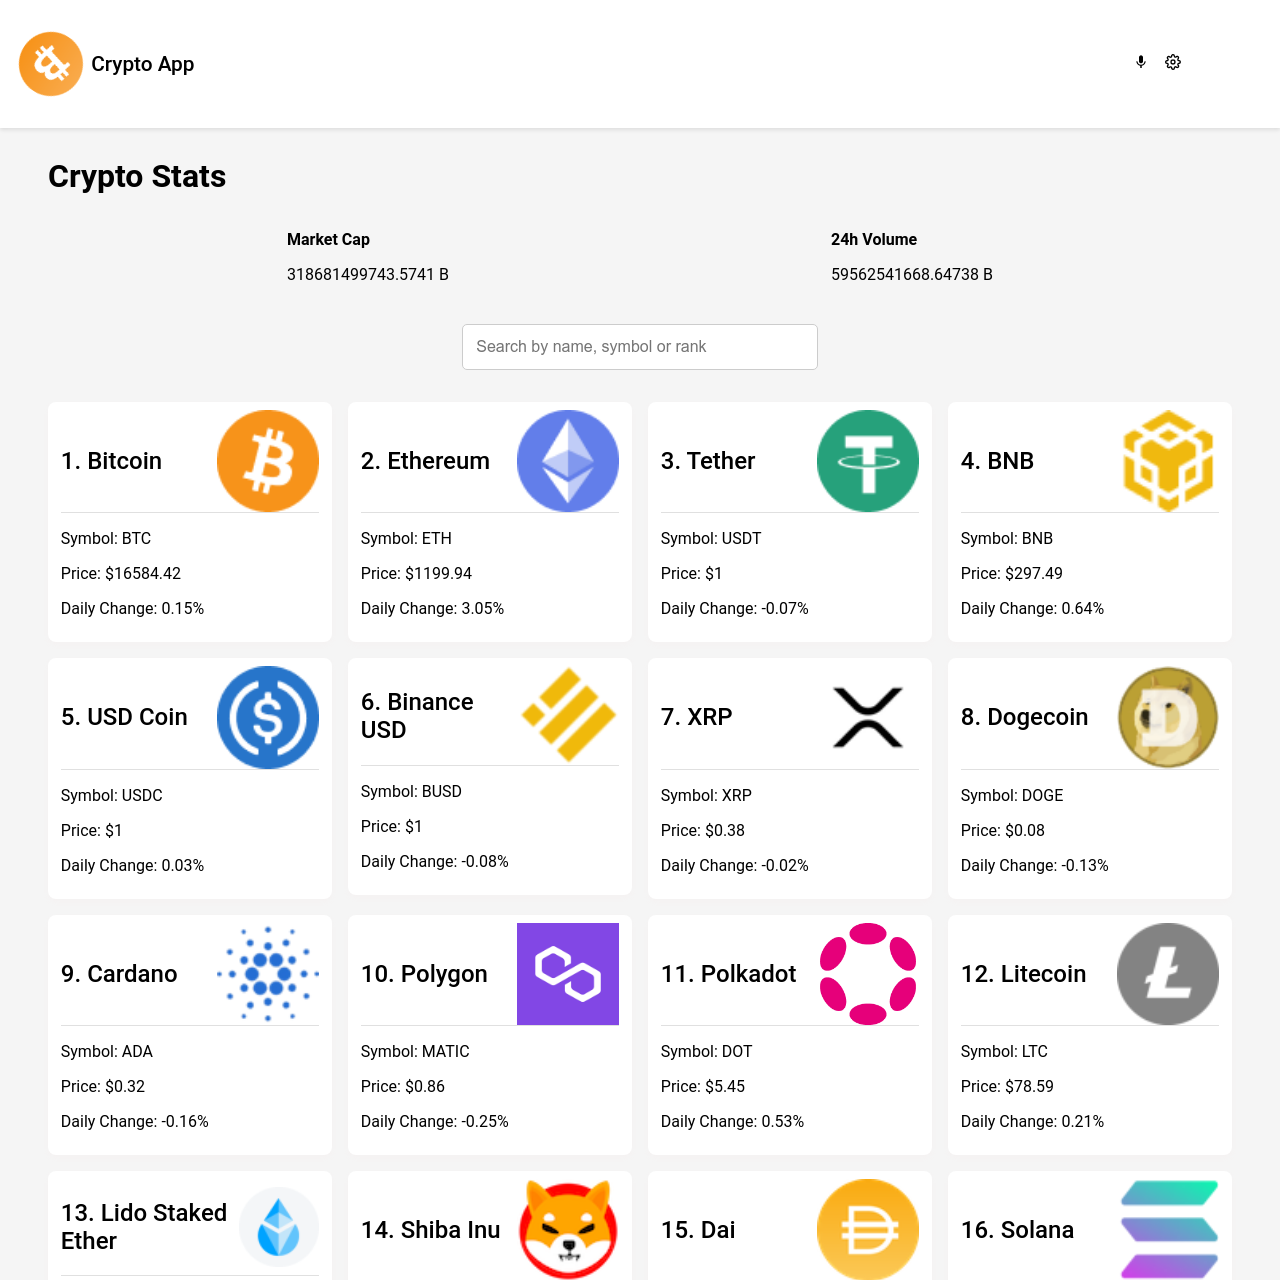 Crypto App
Crypto Stats
Market Cap
318681499743.5741 B
24h Volume
59562541668.64738 B
Search by name, symbol or rank
1. Bitcoin
Symbol: BTC
Price: $16584.42
Daily Change: 0.15%
2. Ethereum
Symbol: ETH
Price: $1199.94
Daily Change: 3.05%
3. Tether
Symbol: USDT
Price: $1
Daily Change: -0.07%
4. BNB
Symbol: BNB
Price: $297.49
Daily Change: 0.64%
5. USD Coin
Symbol: USDC
Price: $1
Daily Change: 0.03%
6. Binance
USD
Symbol: BUSD
Price: $1
Daily Change: -0.08%
7. XRP
Symbol: XRP
Price: $0.38
Daily Change: -0.02%
8. Dogecoin
Symbol: DOGE
Price: $0.08
Daily Change: -0.13%
9. Cardano
Symbol: ADA
Price: $0.32
Daily Change: -0.16%
10. Polygon
Symbol: MATIC
Price: $0.86
Daily Change: -0.25%
11. Polkadot
Symbol: DOT
Price: $5.45
Daily Change: 0.53%
12. Litecoin
Symbol: LTC
Price: $78.59
Daily Change: 0.21%
13. Lido Staked
Ether
14. Shiba Inu
15. Dai
16. Solana